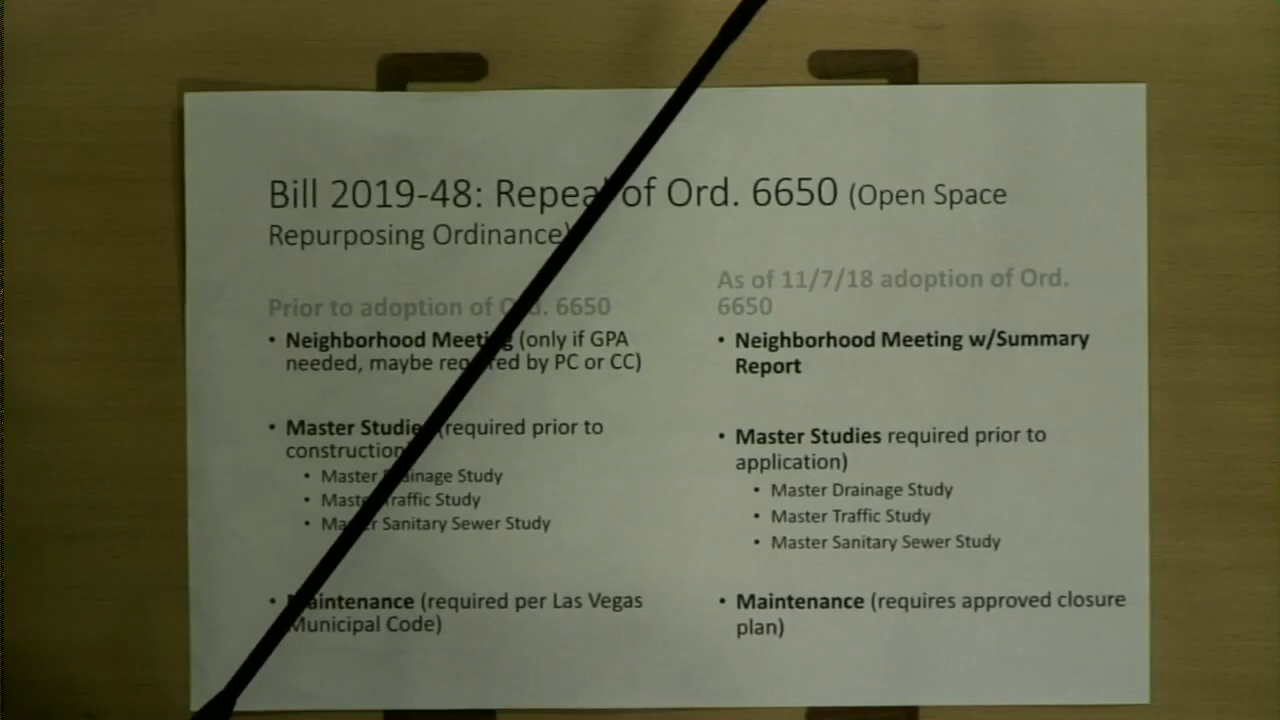 Bill 2019-48: Repeal of Ord. 6650 (Open Space
Repurposing Ordinance)
Prior to adoption of Ord. 6650
• Neighborhood Meeting (only if GPA
needed, maybe required by PC or CC)
• Master Studies (required prior to
construction)
• Master Drainage Study
• Master Traffic Study
• Master Sanitary Sewer Study
• Maintenance (required per Las Vegas
Municipal Code)
As of 11/7/18 adoption of Ord.
6650
• Neighborhood Meeting w/Summary
Report
• Master Studies required prior to
application)
• Master Drainage Study
• Master Traffic Study
• Master Sanitary Sewer Study
• Maintenance (requires approved closure
plan)